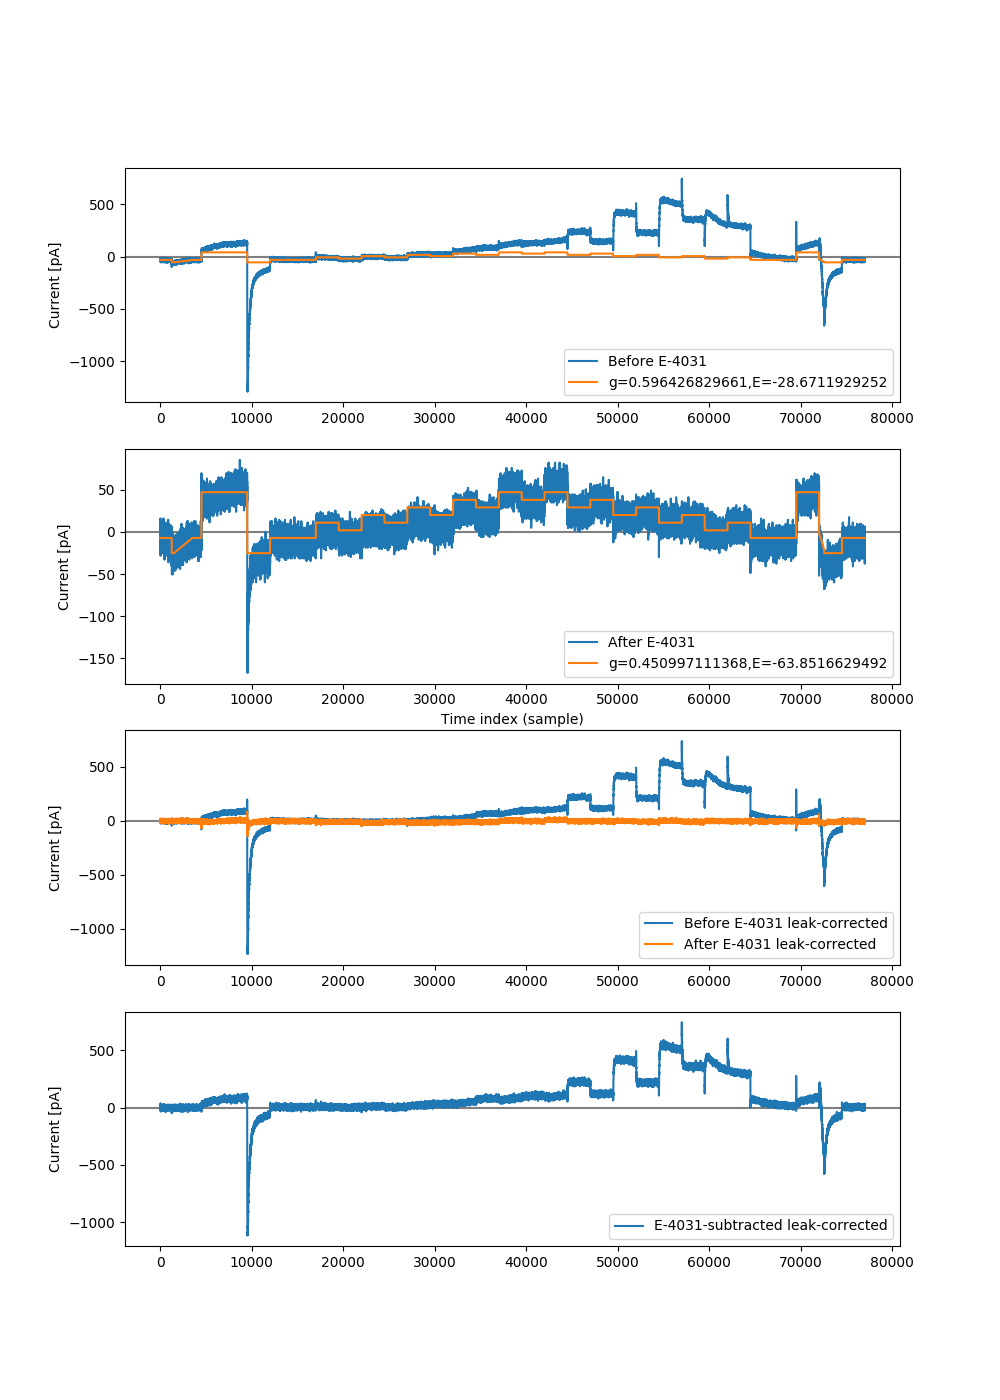 500
0
−500
−1000
Current [pA]
Before E-4031
g=0.596426829661,E=-28.6711929252
0 10000 20000 30000 40000 50000 60000 70000 80000
50
0
−50
−100
−150
Current [pA]
After E-4031
g=0.450997111368,E=-63.8516629492
0 10000 20000 30000 40000 50000 60000 70000 80000
Time index (sample)
500
0
−500
−1000
Current [pA]
Before E-4031 leak-corrected
After E-4031 leak-corrected
0 10000 20000 30000 40000 50000 60000 70000 80000
500
0
−500
−1000
Current [pA]
E-4031-subtracted leak-corrected
0 10000 20000 30000 40000 50000 60000 70000 80000